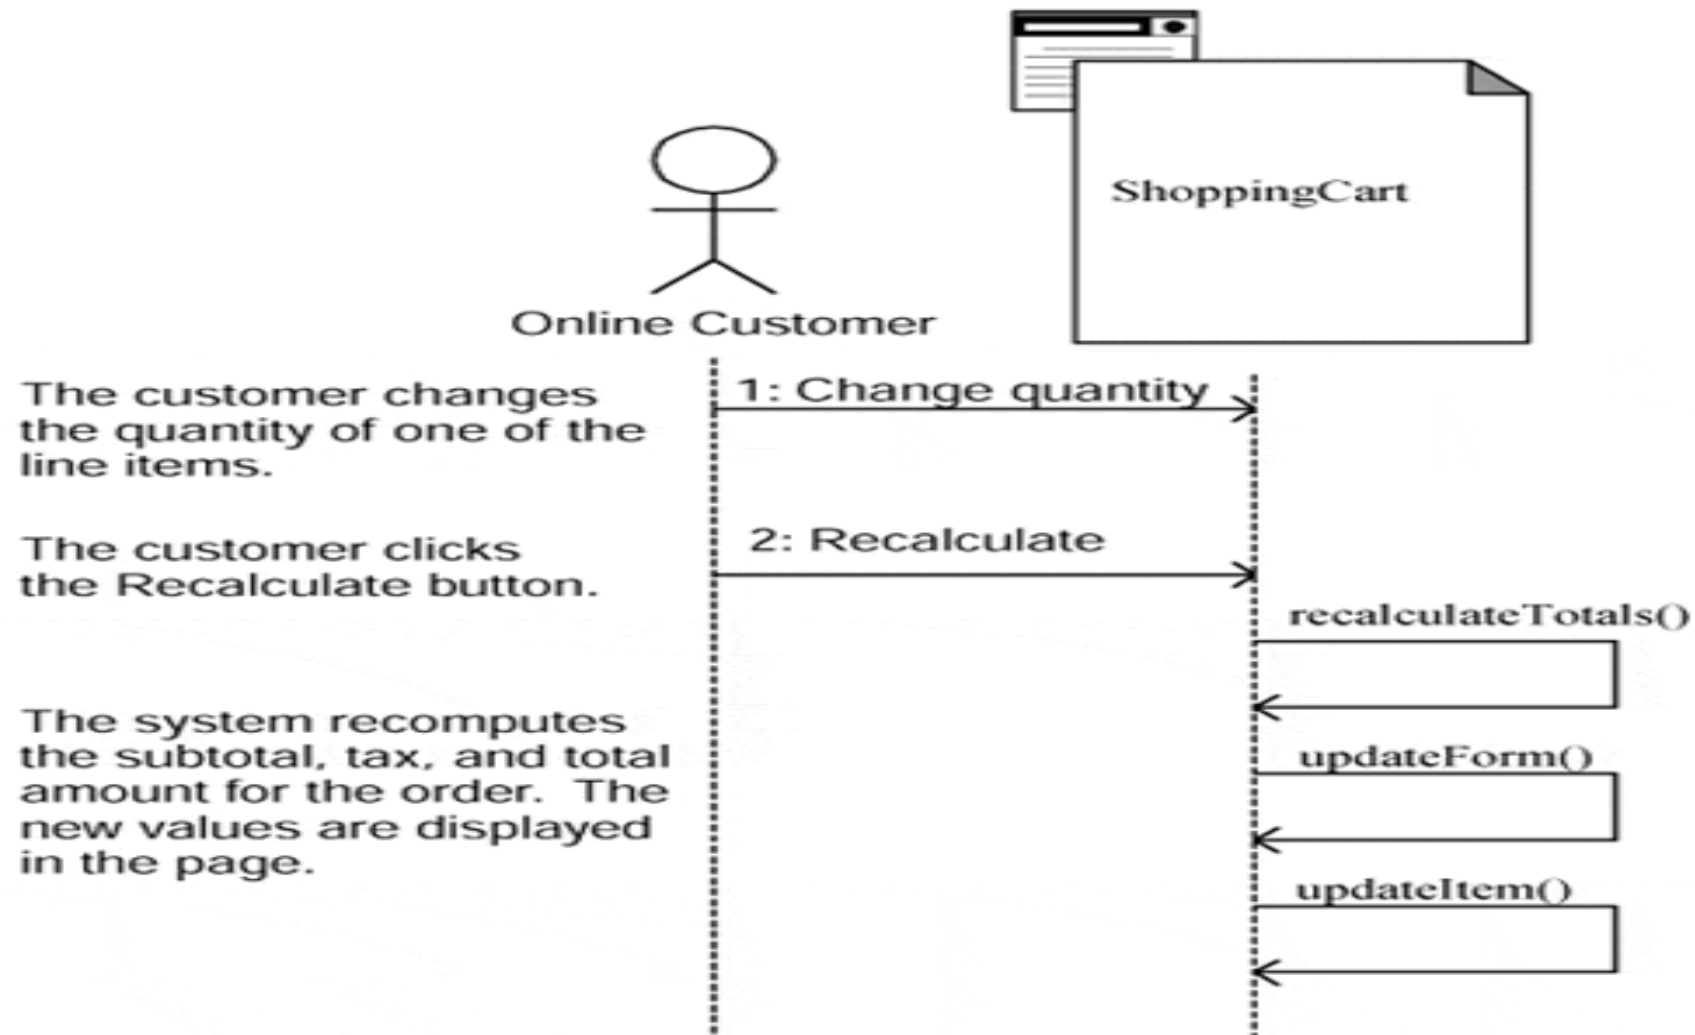 ShoppingCart
Online Customer
The customer changes
the quantity of one of the
line items.
1: Change quantity
The customer clicks
the Recalculate button.
2: Recalculate
recalculateTotals()
The system recomputes
the subtotal, tax, and total
amount for the order. The
new values are displayed
in the page.
updateForm()
updateItem()